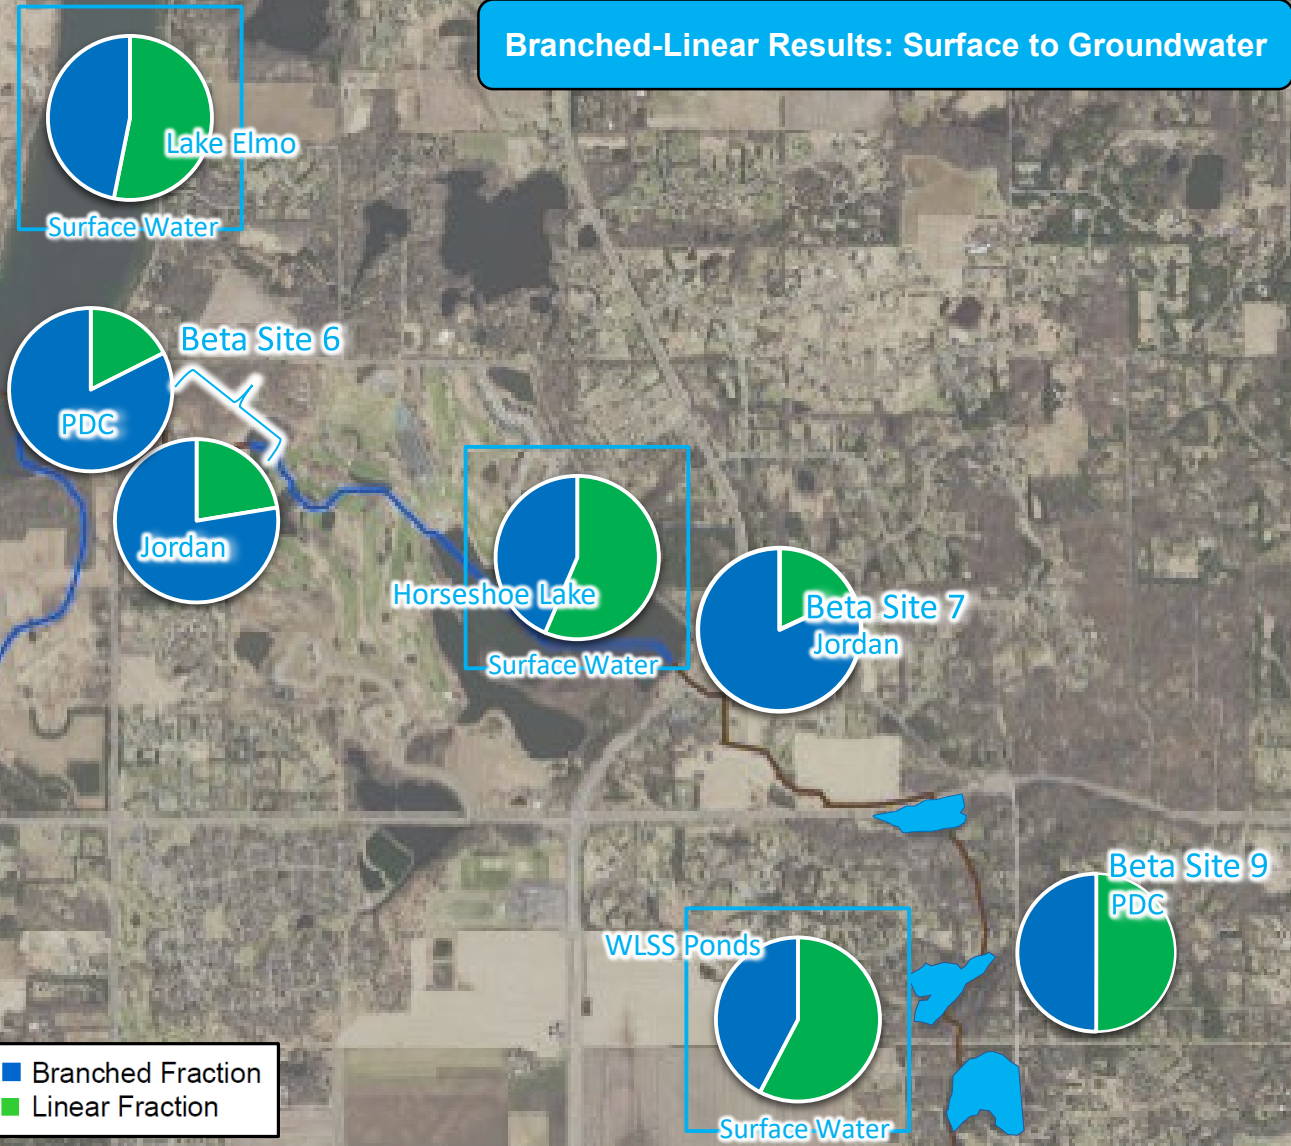 Branched-Linear Results: Surface to Groundwater
Lake Elmo
Surface Water
Beta Site 6
PDC
Jordan
Horseshoe Lake
Surface Water
Beta Site 7
Jordan
Beta Site 9
PDC
WLSS Ponds
Surface Water
Branched Fraction
Linear Fraction